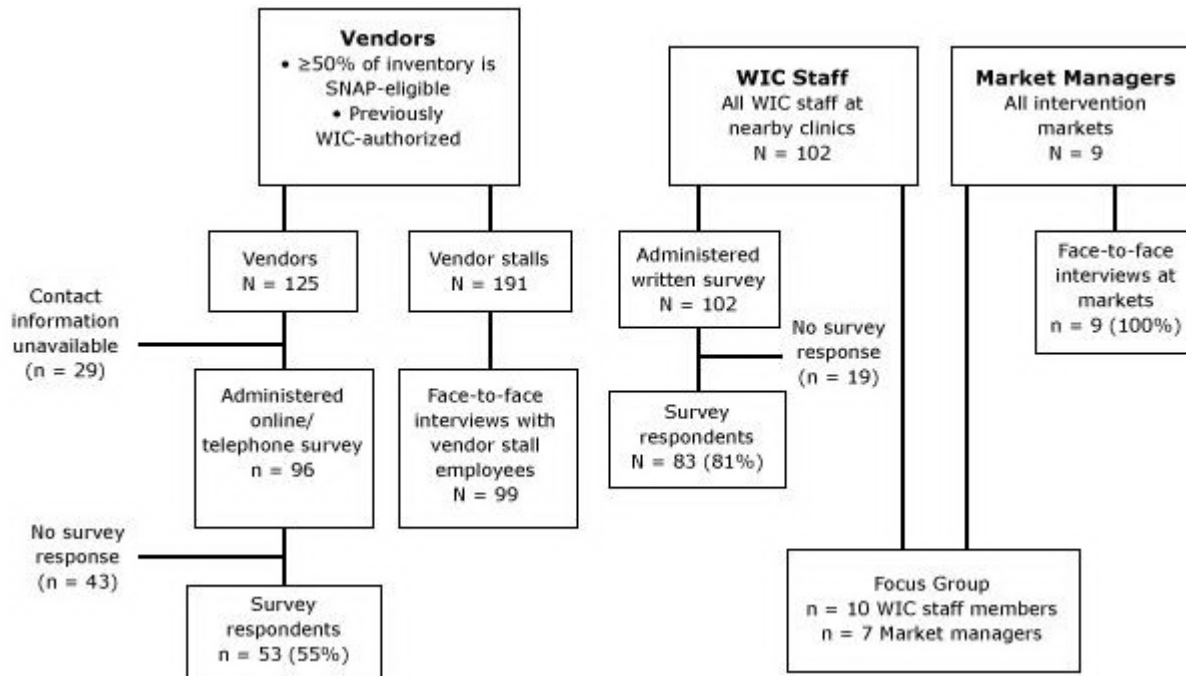 Vendors
• ≥50% of inventory is
SNAP-eligible
• Previously
WIC-authorized
WIC Staff
All WIC staff at
nearby clinics
N = 102
Market Managers
All intervention
markets
N = 9
Vendors
N = 125
Vendor stalls
N = 191
Administered
written survey
N = 102
Face-to-face
interviews at
markets
n = 9 (100%)
Contact
information
unavailable
(n = 29)
No survey
response
(n = 19)
Administered
online/
telephone survey
n = 96
Face-to-face
interviews with
vendor stall
employees
N = 99
Survey
respondents
N = 83 (81%)
No survey
response
(n = 43)
Survey
respondents
n = 53 (55%)
Focus Group
n = 10 WIC staff members
n = 7 Market managers